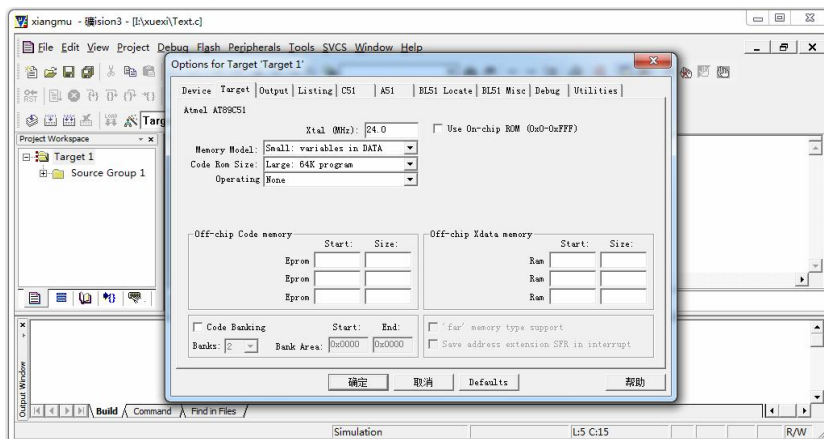 xiangmu - 礦ision3 - [I:\xuexi\Text.c]
File Edit View Project Debug Flash Peripherals Tools SVCS Window Help
Options for Target 'Target 1'
Device Target Output Listing C51 A51 BL51 Locate BL51 Misc Debug Utilities
Atmel AT89C51
Xtal (MHz): 24.0 Use On-chip ROM (0x0-0xFFF)
Memory Model: Small: variables in DATA
Code Rom Size: Large: 64K program
Operating None
Off-chip Code memory
Start: Size:
Eprom
Eprom
Eprom
Off-chip Xdata memory
Start: Size:
Ram
Ram
Ram
Code Banking Start: End:
Banks: 2 Bank Area: 0x0000 0x0000
'far' memory type support
Save address extension SFR in interrupt
确定 取消 Defaults 帮助
RST
Targ
Project Workspace
Target 1
Source Group 1
Output Window
Build Command Find in Files
Simulation L:5 C:15 R/W